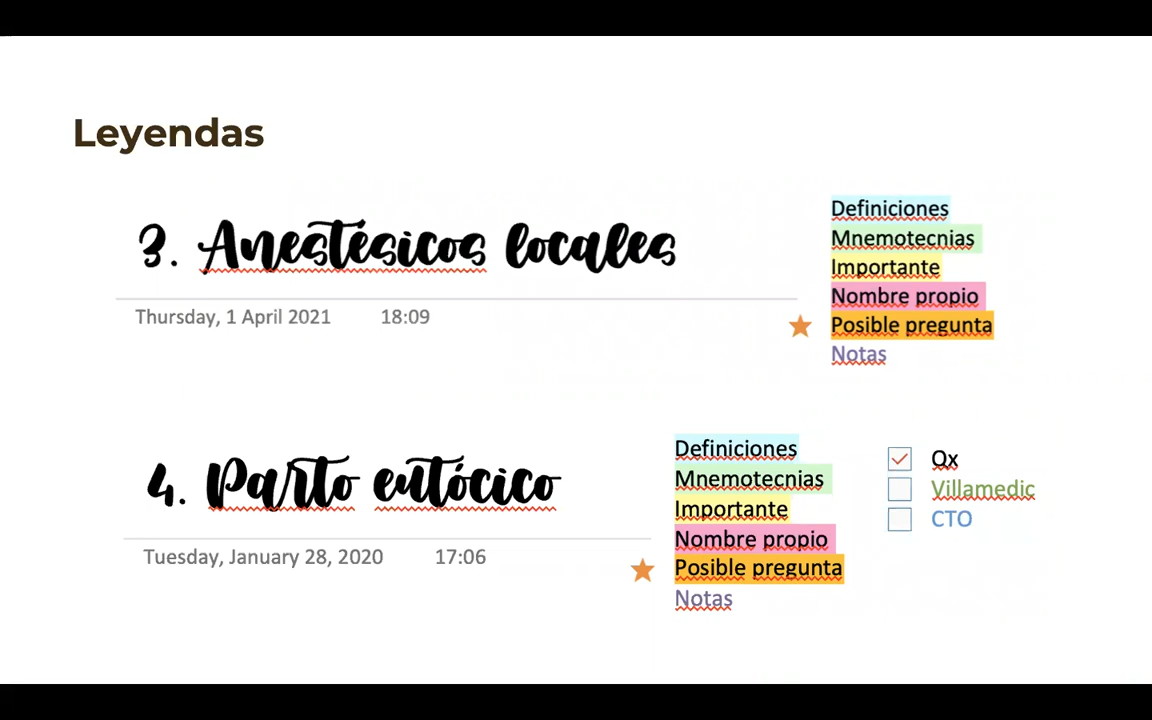 Leyendas
3. Anestésicos locales
Thursday, 1 April 2021 18:09
Definiciones
Mnemotecnias
Importante
Nombre propio
Posible pregunta
Notas
4. Parto eutócico
Tuesday, January 28, 2020 17:06
Definiciones
Mnemotecnias
Importante
Nombre propio
Posible pregunta
Notas
Qx
Villamedic
CTO